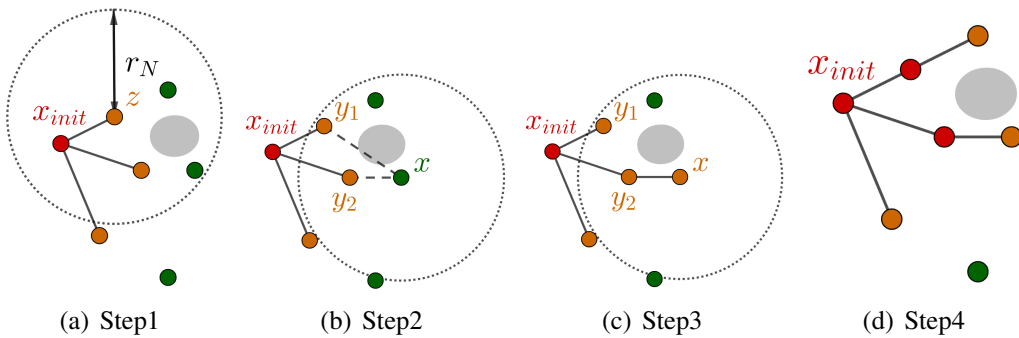 r_N
z
x_init
(a) Step1
y_1
x_init
x
y_2
(b) Step2
y_1
x_init
x
y_2
(c) Step3
x_init
(d) Step4